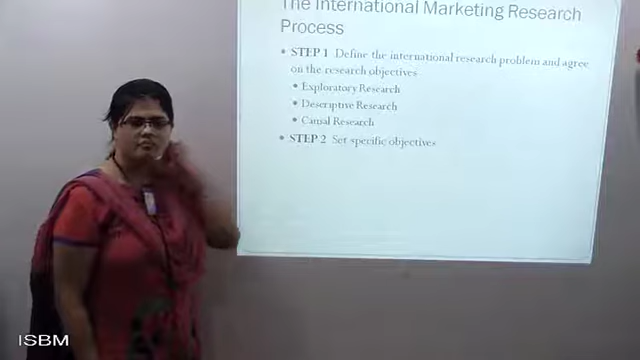 The International Marketing Research
Process
• STEP 1 Define the international research problem and agree
on the research objectives
• Exploratory Research
• Descriptive Research
• Causal Research
• STEP 2 Set specific objectives
ISBM